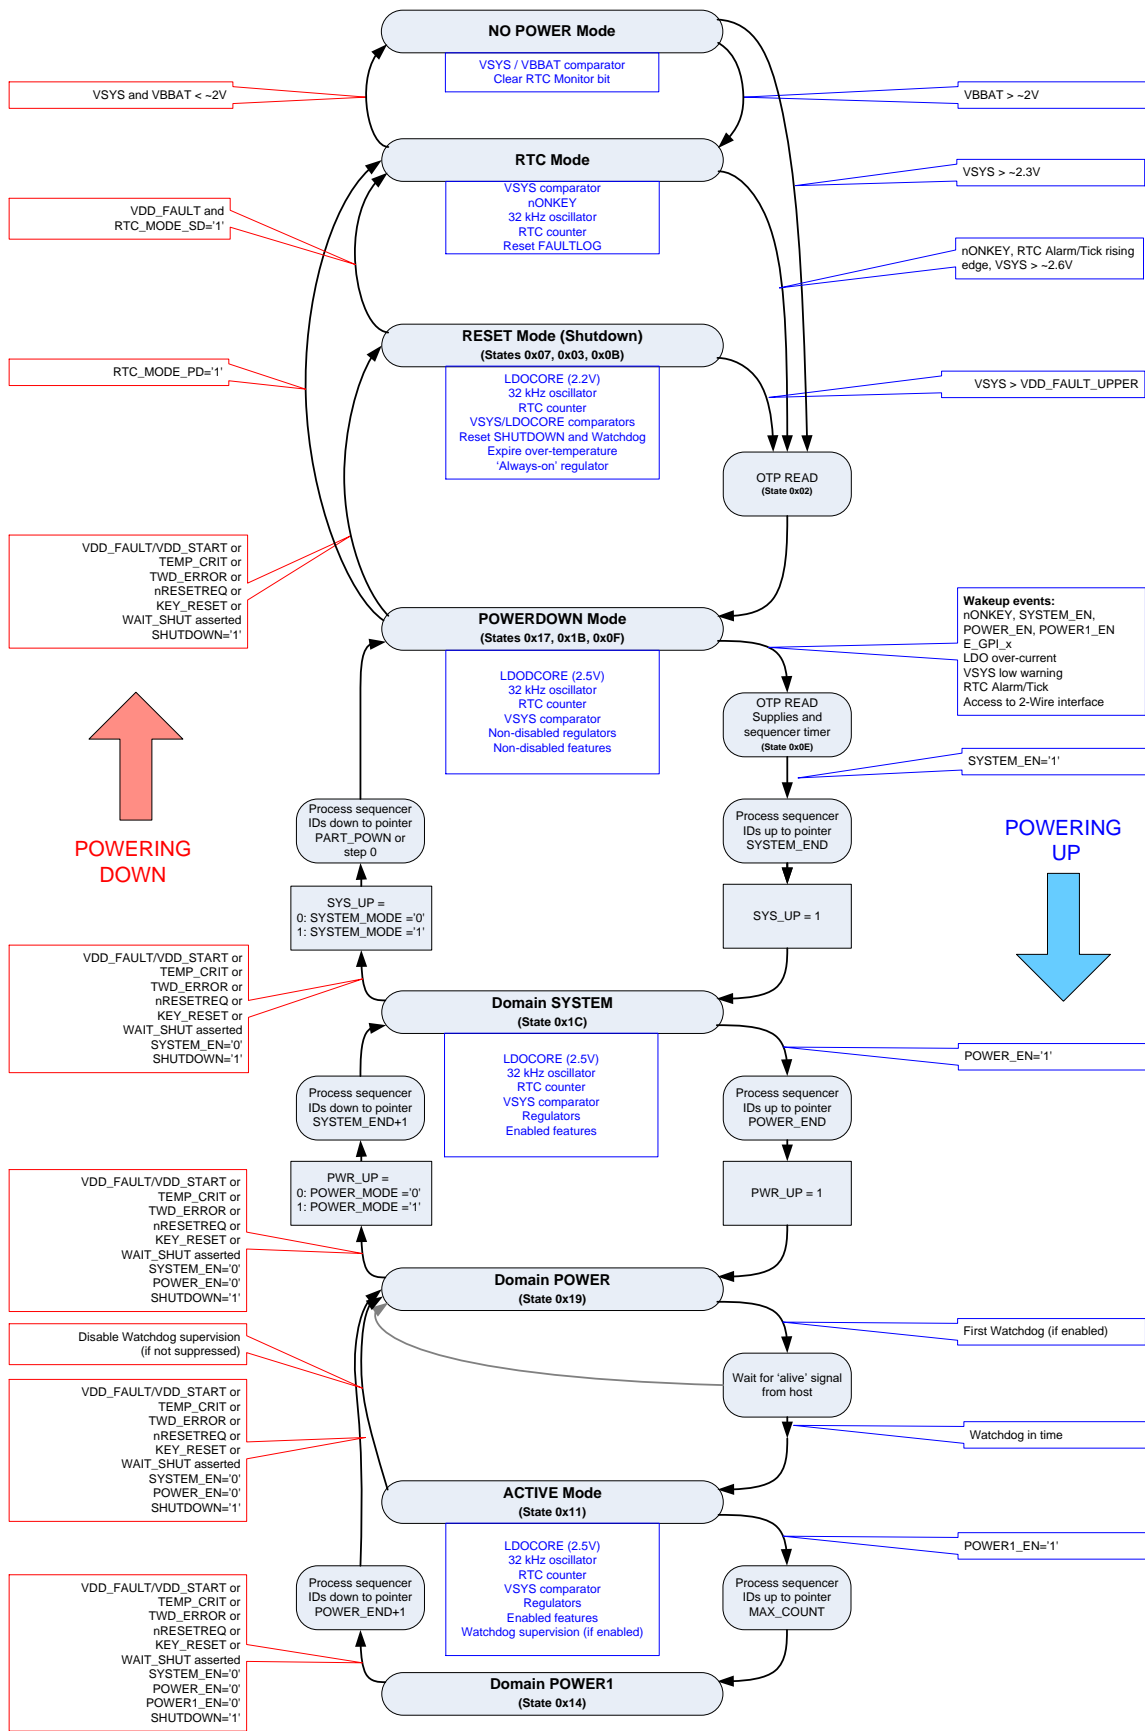 NO POWER Mode
VSYS / VBBAT comparator
Clear RTC Monitor bit
VSYS and VBBAT < ~2V
VBBAT > ~2V
RTC Mode
VSYS comparator
nONKEY
32 kHz oscillator
RTC counter
Reset FAULTLOG
VSYS > ~2.3V
VDD_FAULT and
RTC_MODE_SD='1'
nONKEY, RTC Alarm/Tick rising
edge, VSYS > ~2.6V
RESET Mode (Shutdown)
(States 0x07, 0x03, 0x0B)
LDOCORE (2.2V)
32 kHz oscillator
RTC counter
VSYS/LDOCORE comparators
Reset SHUTDOWN and Watchdog
Expire over-temperature
'Always-on' regulator
RTC_MODE_PD='1'
VSYS > VDD_FAULT_UPPER
OTP READ
(State 0x02)
VDD_FAULT/VDD_START or
TEMP_CRIT or
TWD_ERROR or
nRESETREQ or
KEY_RESET or
WAIT_SHUT asserted
SHUTDOWN='1'
POWERDOWN Mode
(States 0x17, 0x1B, 0x0F)
LDODCORE (2.5V)
32 kHz oscillator
RTC counter
VSYS comparator
Non-disabled regulators
Non-disabled features
Wakeup events:
nONKEY, SYSTEM_EN,
POWER_EN, POWER1_EN
E_GPI_x
LDO over-current
VSYS low warning
RTC Alarm/Tick
Access to 2-Wire interface
OTP READ
Supplies and
sequencer timer
(State 0x0E)
SYSTEM_EN='1'
POWERING
DOWN
Process sequencer
IDs down to pointer
PART_POWN or
step 0
Process sequencer
IDs up to pointer
SYSTEM_END
POWERING
UP
SYS_UP =
0: SYSTEM_MODE ='0'
1: SYSTEM_MODE ='1'
SYS_UP = 1
VDD_FAULT/VDD_START or
TEMP_CRIT or
TWD_ERROR or
nRESETREQ or
KEY_RESET or
WAIT_SHUT asserted
SYSTEM_EN='0'
SHUTDOWN='1'
Domain SYSTEM
(State 0x1C)
LDOCORE (2.5V)
32 kHz oscillator
RTC counter
VSYS comparator
Regulators
Enabled features
POWER_EN='1'
Process sequencer
IDs down to pointer
SYSTEM_END+1
Process sequencer
IDs up to pointer
POWER_END
PWR_UP =
0: POWER_MODE ='0'
1: POWER_MODE ='1'
PWR_UP = 1
VDD_FAULT/VDD_START or
TEMP_CRIT or
TWD_ERROR or
nRESETREQ or
KEY_RESET or
WAIT_SHUT asserted
SYSTEM_EN='0'
POWER_EN='0'
SHUTDOWN='1'
Domain POWER
(State 0x19)
First Watchdog (if enabled)
Disable Watchdog supervision
(if not suppressed)
Wait for 'alive' signal
from host
Watchdog in time
VDD_FAULT/VDD_START or
TEMP_CRIT or
TWD_ERROR or
nRESETREQ or
KEY_RESET or
WAIT_SHUT asserted
SYSTEM_EN='0'
POWER_EN='0'
SHUTDOWN='1'
ACTIVE Mode
(State 0x11)
LDOCORE (2.5V)
32 kHz oscillator
RTC counter
VSYS comparator
Regulators
Enabled features
Watchdog supervision (if enabled)
POWER1_EN='1'
Process sequencer
IDs down to pointer
POWER_END+1
Process sequencer
IDs up to pointer
MAX_COUNT
VDD_FAULT/VDD_START or
TEMP_CRIT or
TWD_ERROR or
nRESETREQ or
KEY_RESET or
WAIT_SHUT asserted
SYSTEM_EN='0'
POWER_EN='0'
POWER1_EN='0'
SHUTDOWN='1'
Domain POWER1
(State 0x14)